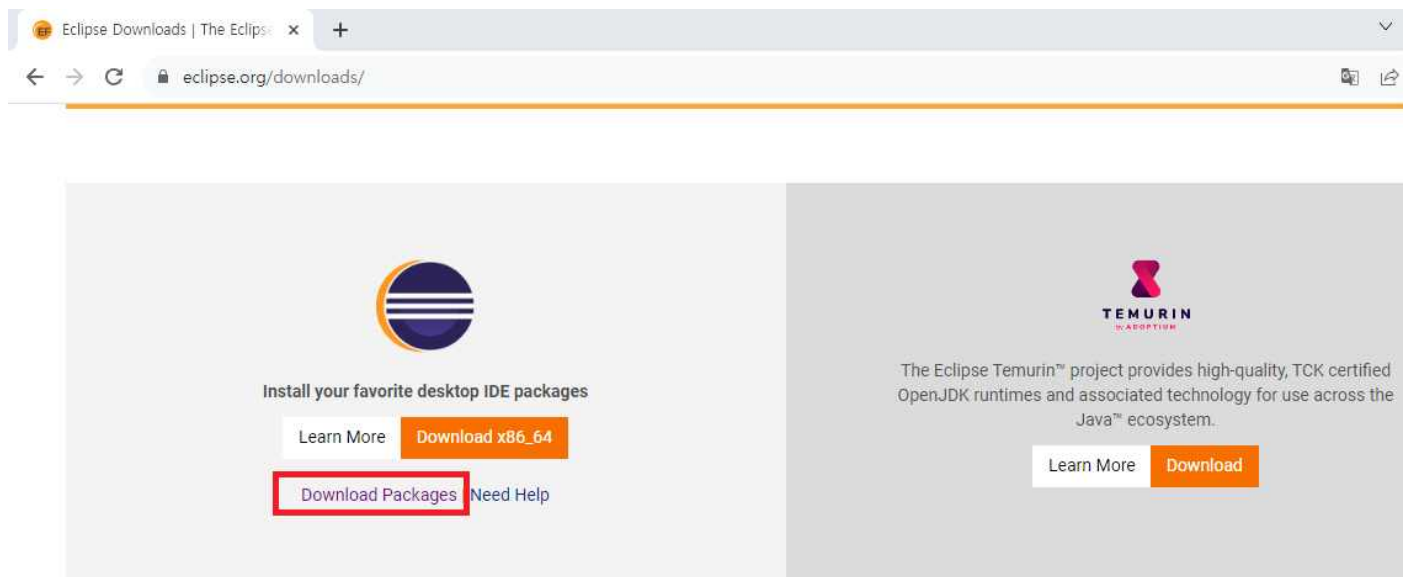 Eclipse Downloads | The Eclips
eclipse.org/downloads/
Install your favorite desktop IDE packages
Learn More Download x86_64
Download Packages Need Help
TEMURIN
BY ADOPTIUM
The Eclipse Temurin™ project provides high-quality, TCK certified
OpenJDK runtimes and associated technology for use across the
Java™ ecosystem.
Learn More Download